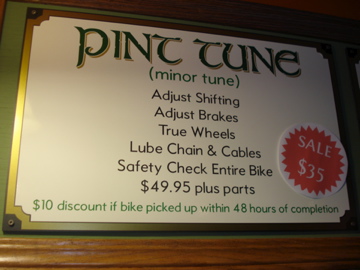 PINT TUNE
(minor tune)
Adjust Shifting
Adjust Brakes
True Wheels
Lube Chain & Cables
Safety Check Entire Bike
$49.95 plus parts
SALE
$35
$10 discount if bike picked up within 48 hours of completion